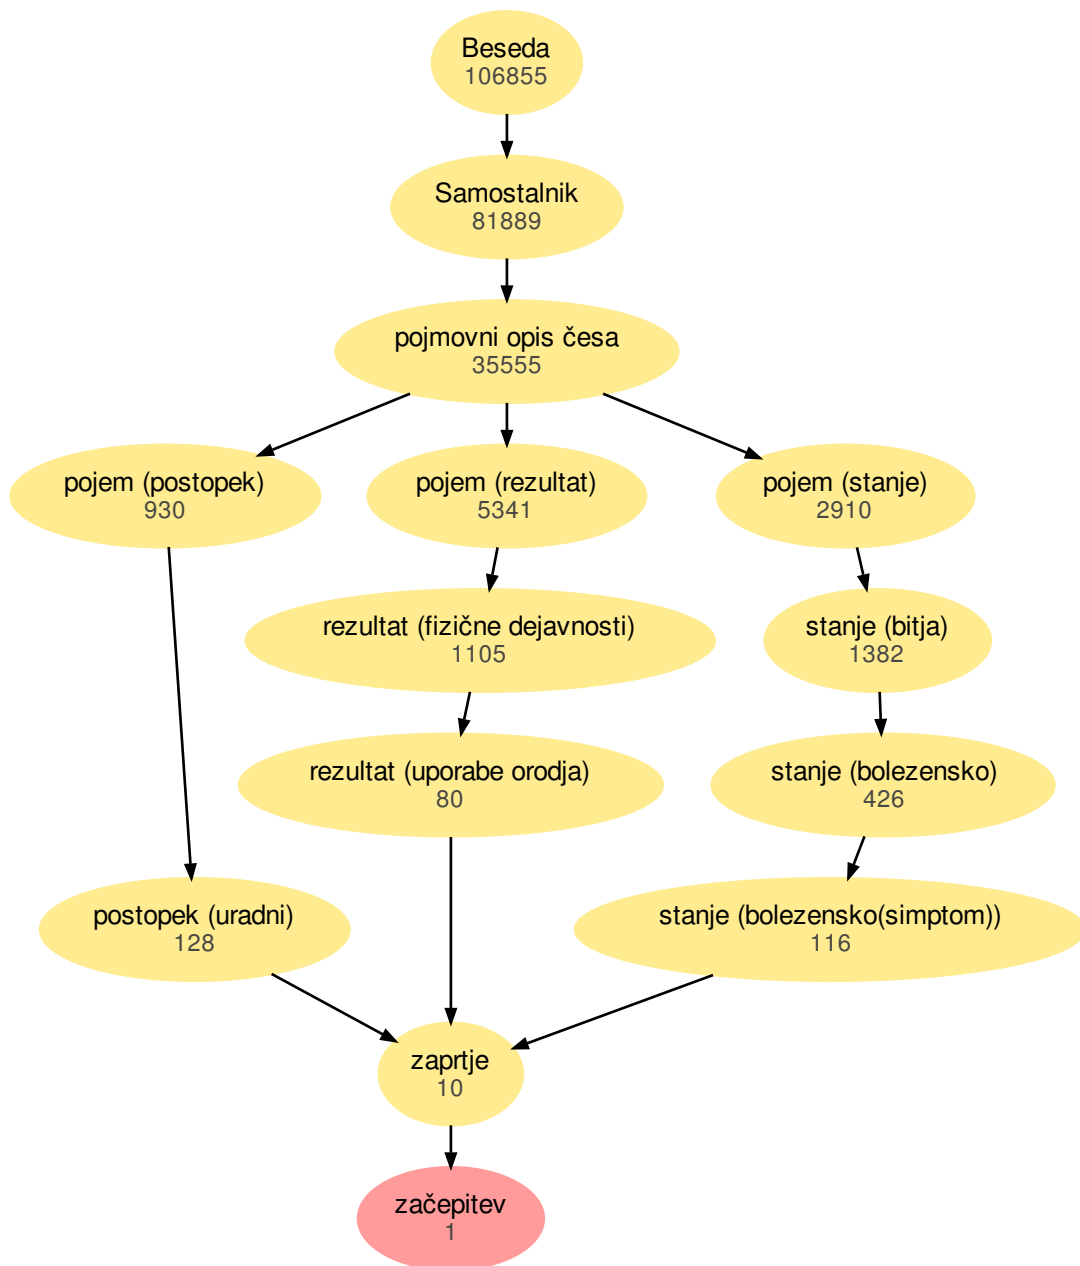 Beseda
106855
Samostalnik
81889
pojmovni opis česa
35555
pojem (postopek)
930
pojem (rezultat)
5341
pojem (stanje)
2910
rezultat (fizične dejavnosti)
1105
stanje (bitja)
1382
rezultat (uporabe orodja)
80
stanje (bolezensko)
426
postopek (uradni)
128
stanje (bolezensko(simptom))
116
zaprtje
10
začepitev
1